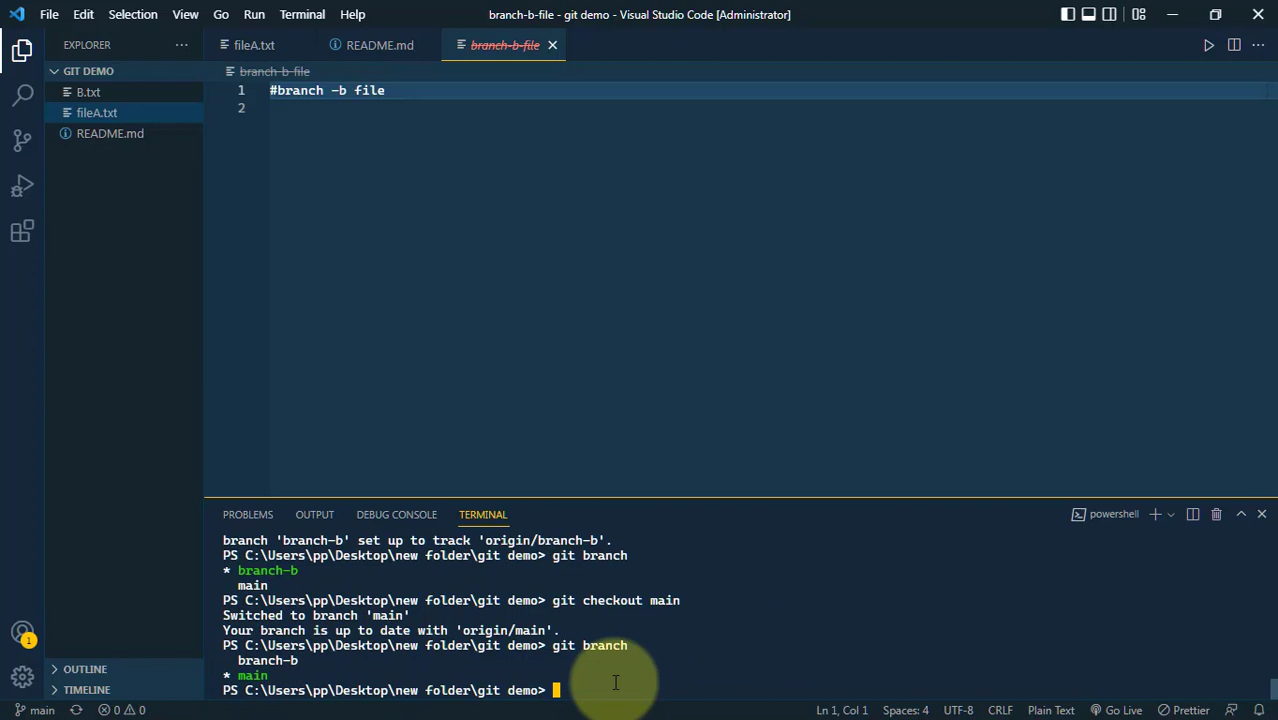 File Edit Selection View Go Run Terminal Help branch-b-file - git demo - Visual Studio Code [Administrator]
EXPLORER ···
fileA.txt README.md branch-b-file
GIT DEMO
B.txt
fileA.txt
README.md
branch-b-file
1 #branch -b file
2
PROBLEMS OUTPUT DEBUG CONSOLE TERMINAL powershell
branch 'branch-b' set up to track 'origin/branch-b'.
PS C:\Users\pp\Desktop\new folder\git demo> git branch
* branch-b
main
PS C:\Users\pp\Desktop\new folder\git demo> git checkout main
Switched to branch 'main'
Your branch is up to date with 'origin/main'.
PS C:\Users\pp\Desktop\new folder\git demo> git branch
branch-b
* main
PS C:\Users\pp\Desktop\new folder\git demo>
OUTLINE
TIMELINE
1
main 0 0 Ln 1, Col 1 Spaces: 4 UTF-8 CRLF Plain Text Go Live Prettier